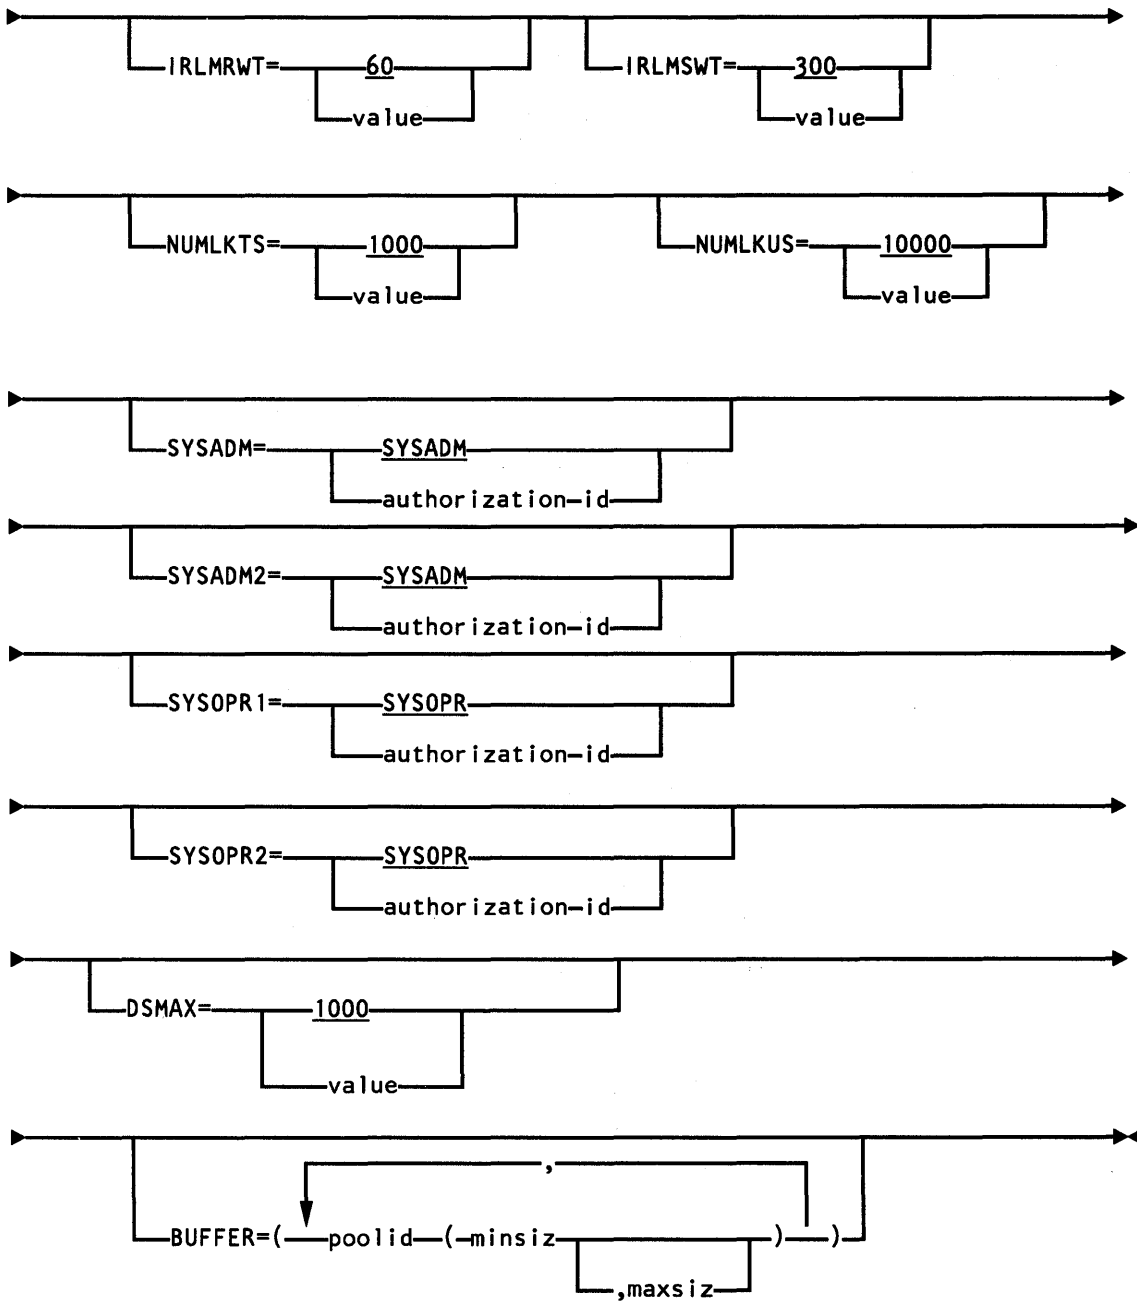 IRLMRWT= 60 IRLMSWT= 300
value value
NUMLKTS= 1000 NUMLKUS= 10000
value value
SYSADM= SYSADM
authorization-id
SYSADM2= SYSADM
authorization-id
SYSOPR1= SYSOPR
authorization-id
SYSOPR2= SYSOPR
authorization-id
DSMAX= 1000
value
,
BUFFER=( poolid (minsiz ) )
,maxsiz